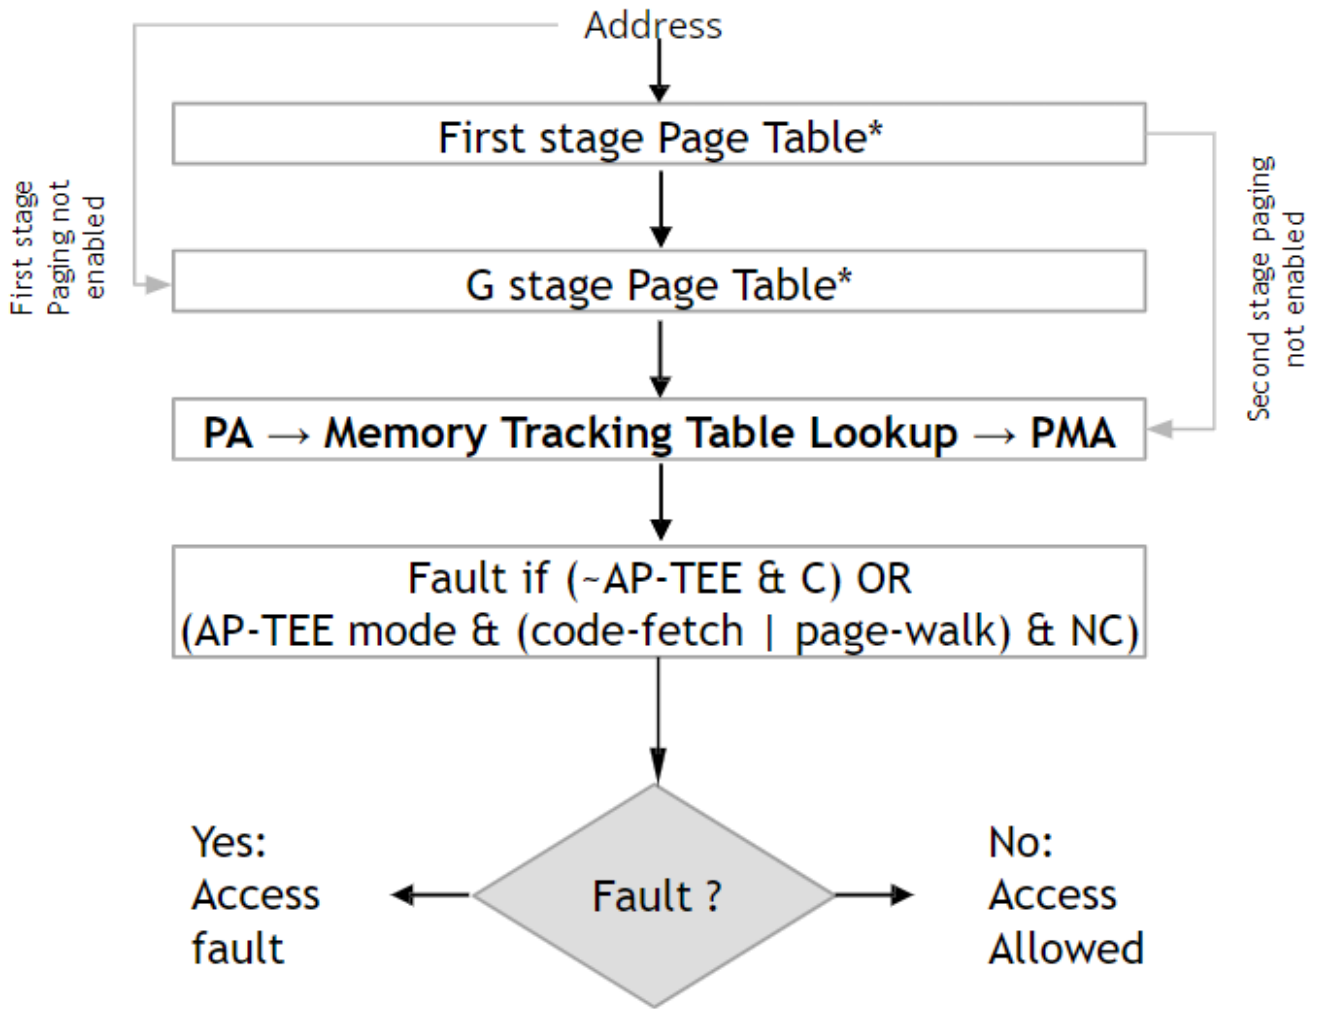 Address
First stage Page Table*
First stage
Paging not
enabled
Second stage paging
not enabled
G stage Page Table*
PA → Memory Tracking Table Lookup → PMA
Fault if (~AP-TEE & C) OR
(AP-TEE mode & (code-fetch | page-walk) & NC)
Yes:
Access
fault
Fault ?
No:
Access
Allowed